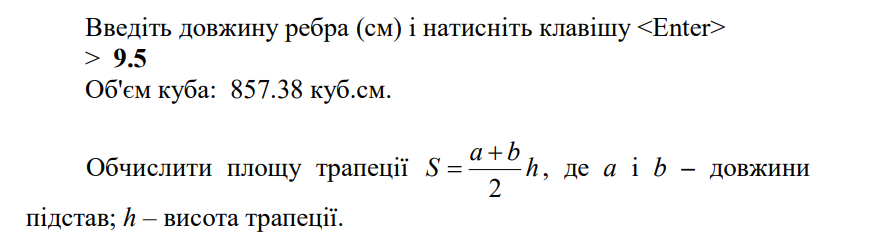 Введіть довжину ребра (см) і натисніть клавішу <Enter>
> 9.5
Об'єм куба: 857.38 куб.см.
Обчислити площу трапеції S = \frac{a+b}{2} h, де a і b – довжини
підстав; h – висота трапеції.